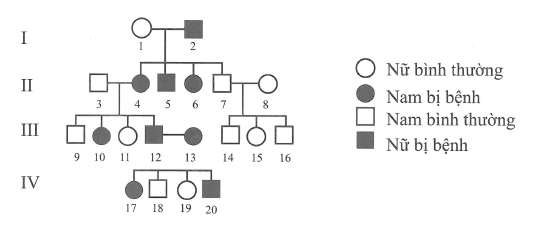 I
1 2
Nữ bình thường
II
3 4 5 6 7 8
Nam bị bệnh
Nam bình thường
III
9 10 11 12 13 14 15 16
Nữ bị bệnh
IV
17 18 19 20